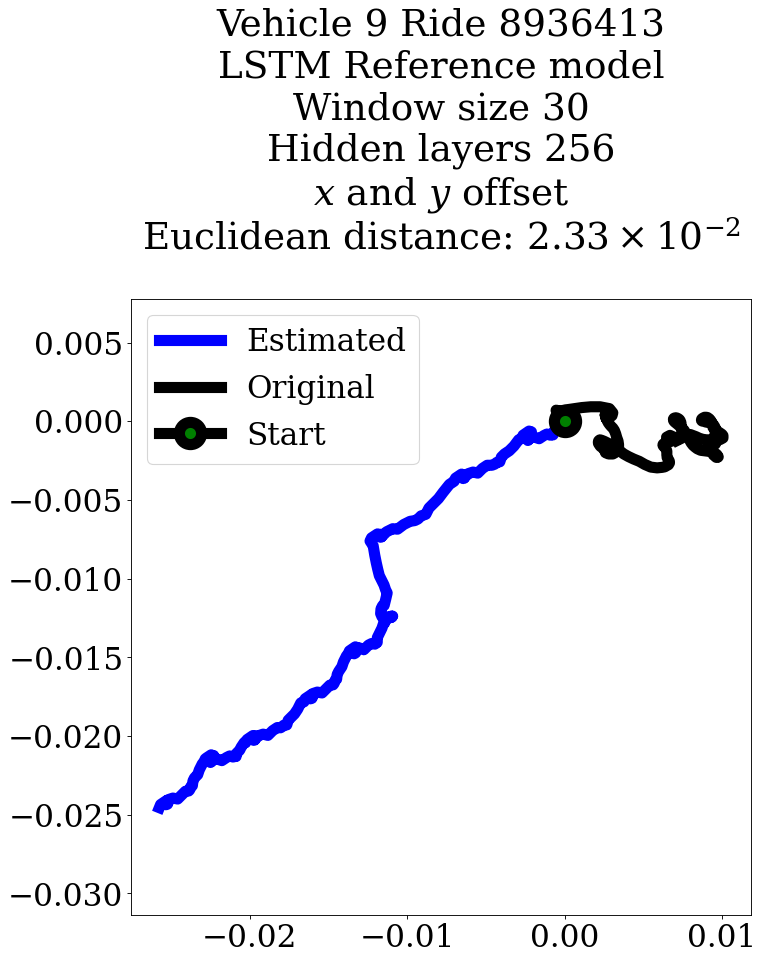 Vehicle 9 Ride 8936413
LSTM Reference model
Window size 30
Hidden layers 256
x and y offset
Euclidean distance: 2.33 × 10⁻²
Estimated
Original
Start
0.005
0.000
−0.005
−0.010
−0.015
−0.020
−0.025
−0.030
−0.02 −0.01 0.00 0.01